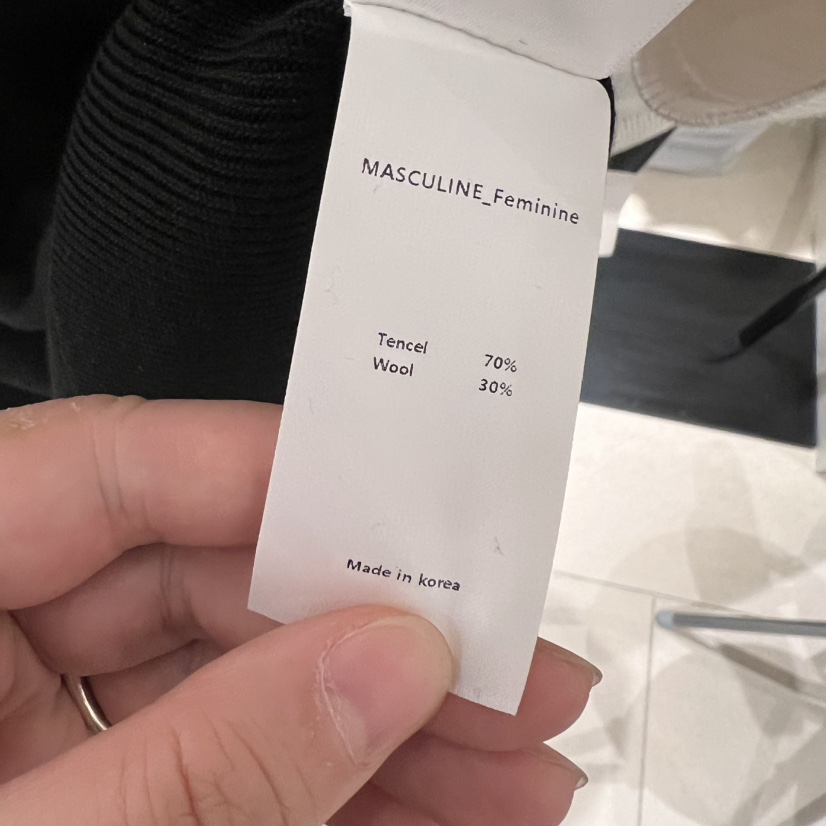 MASCULINE_Feminine
Tencel 70%
Wool 30%
Made in korea